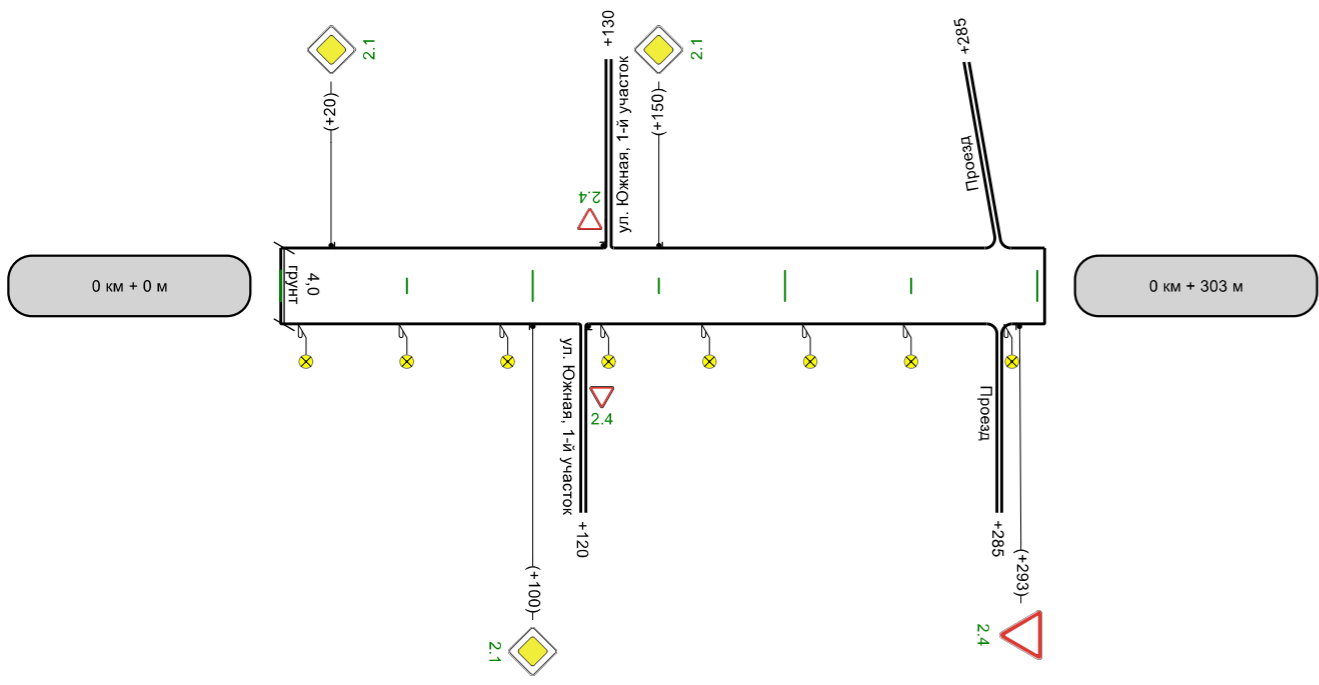 +130
+285
2.1
2.1
(+20)
(+150)
ул. Южная, 1-й участок
Проезд
2.4
0 км + 0 м
4,0
грунт
0 км + 303 м
ул. Южная, 1-й участок
2.4
Проезд
+120
+285
(+100)
(+293)
2.1
2.4